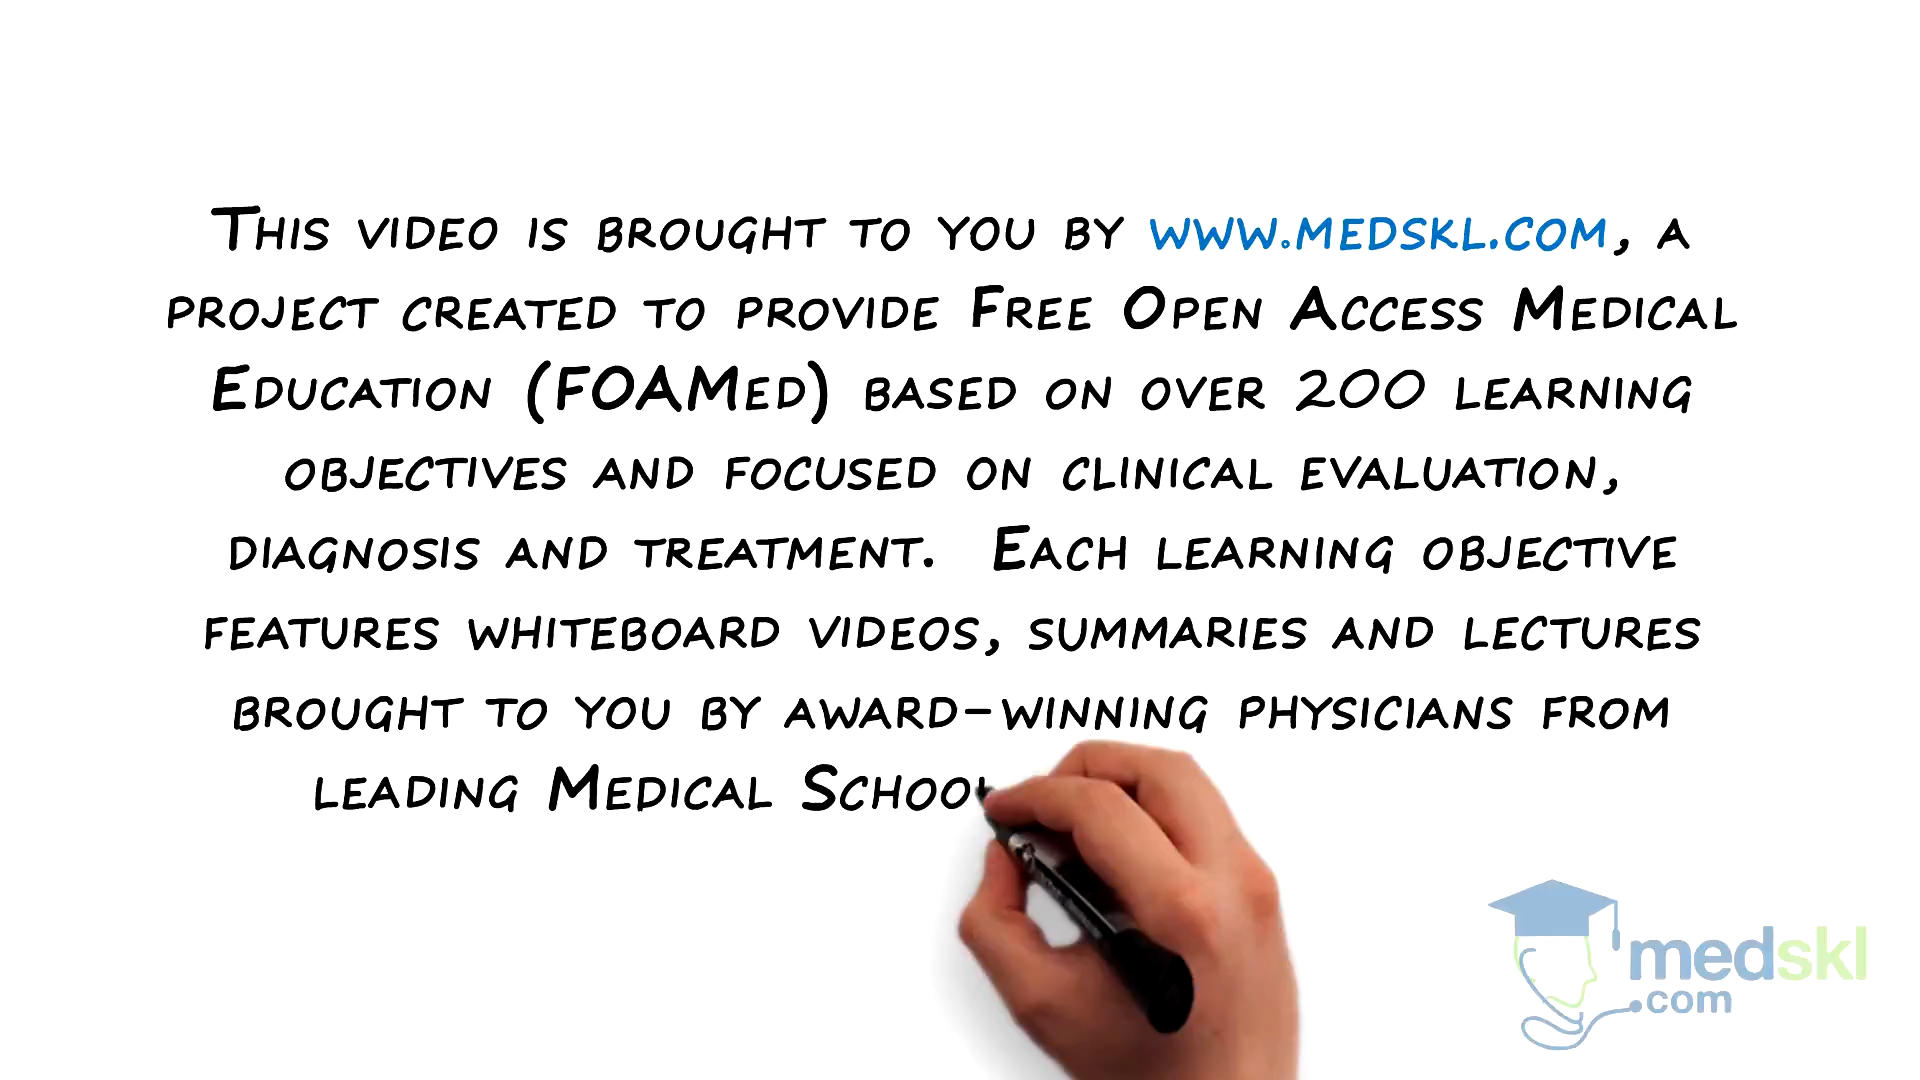 This video is brought to you by www.medskl.com, a
project created to provide Free Open Access Medical
Education (FOAMed) based on over 200 learning
objectives and focused on clinical evaluation,
diagnosis and treatment. Each learning objective
features whiteboard videos, summaries and lectures
brought to you by award-winning physicians from
leading Medical School
medskl
.com